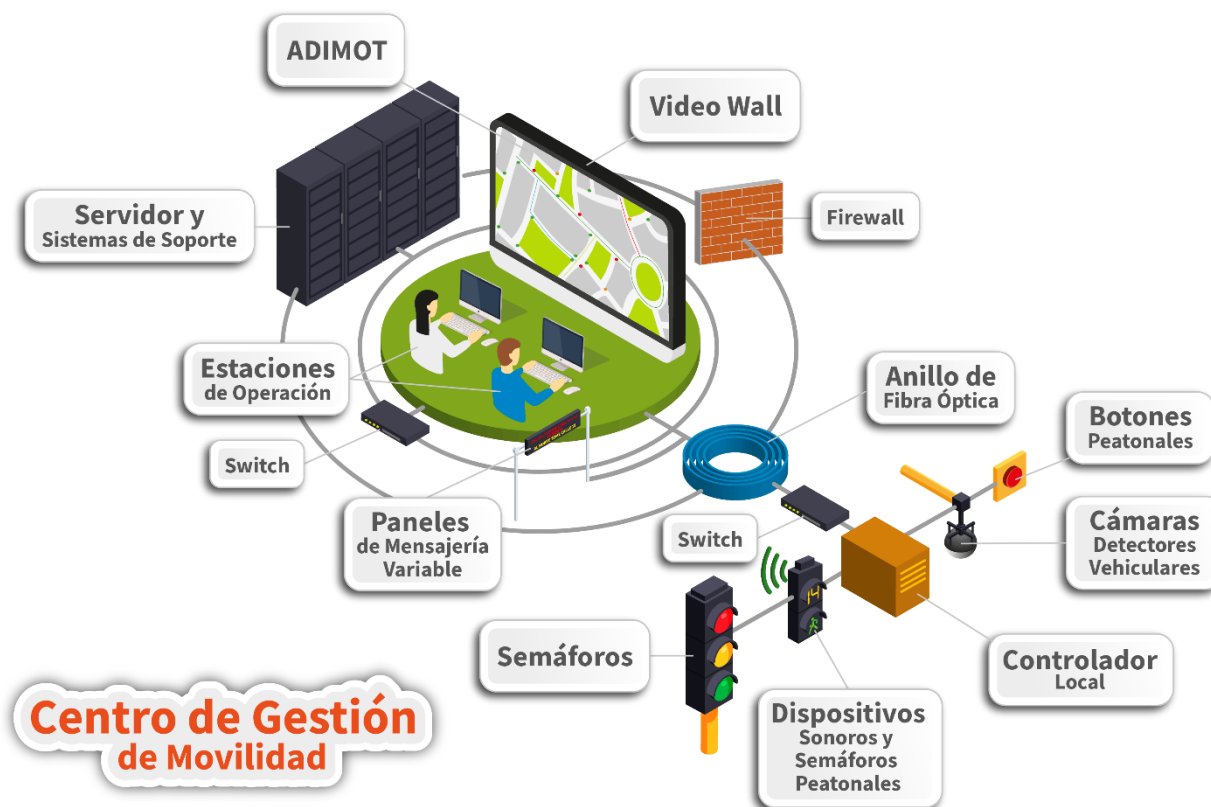 ADIMOT
Video Wall
Servidor y
Sistemas de Soporte
Firewall
Estaciones
de Operación
Anillo de
Fibra Óptica
Botones
Peatonales
Switch
Paneles
de Mensajería
Variable
Switch
Cámaras
Detectores
Vehiculares
14
Semáforos
Controlador
Local
Dispositivos
Sonoros y
Semáforos
Peatonales
Centro de Gestión
de Movilidad